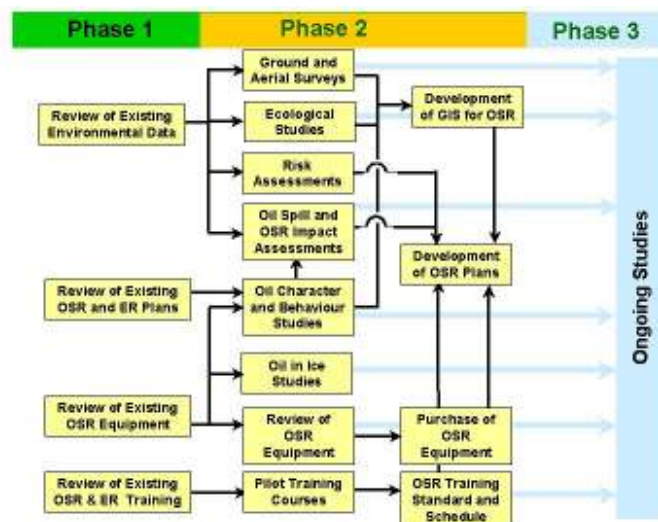 Phase 1
Phase 2
Phase 3
Ground and
Aerial Surveys
Review of Existing
Environmental Data
Ecological
Studies
Development
of GIS for OSR
Risk
Assessments
Oil Spill and
OSR Impact
Assessments
Development
of OSR Plans
Review of Existing
OSR and ER Plans
Oil Character
and Behaviour
Studies
Oil in Ice
Studies
Review of Existing
OSR Equipment
Review of
OSR
Equipment
Purchase of
OSR
Equipment
Review of Existing
OSR & ER Training
Pilot Training
Courses
OSR Training
Standard and
Schedule
Ongoing Studies